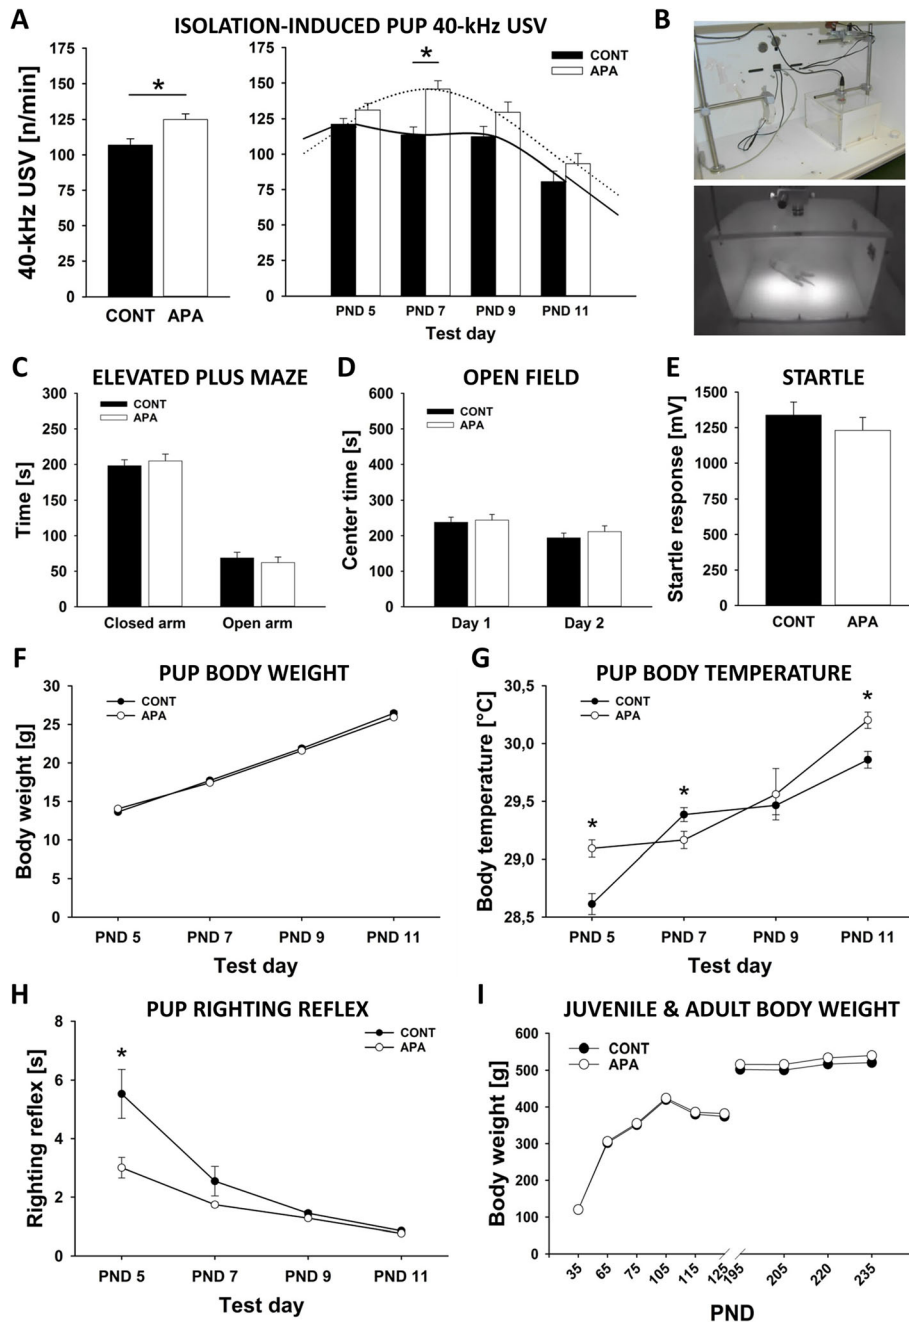 A
ISOLATION-INDUCED PUP 40-kHz USV
B
40-kHz USV [n/min]
175
150
125
100
75
50
25
0
*
CONT
APA
175
150
125
100
75
50
25
0
*
CONT
APA
PND 5
PND 7
PND 9
PND 11
Test day
C
ELEVATED PLUS MAZE
Time [s]
300
250
200
150
100
50
0
CONT
APA
Closed arm
Open arm
D
OPEN FIELD
Center time [s]
600
500
400
300
200
100
0
CONT
APA
Day 1
Day 2
E
STARTLE
Startle response [mV]
1500
1250
1000
750
500
250
0
CONT
APA
F
PUP BODY WEIGHT
Body weight [g]
30
25
20
15
10
5
0
CONT
APA
PND 5
PND 7
PND 9
PND 11
Test day
G
PUP BODY TEMPERATURE
Body temperature [°C]
30,5
30,0
29,5
29,0
28,5
CONT
APA
*
*
*
PND 5
PND 7
PND 9
PND 11
Test day
H
PUP RIGHTING REFLEX
Righting reflex [s]
8
6
4
2
0
CONT
APA
*
PND 5
PND 7
PND 9
PND 11
Test day
I
JUVENILE & ADULT BODY WEIGHT
Body weight [g]
600
500
400
300
200
100
0
CONT
APA
35
65
75
105
115
125
195
205
220
235
PND